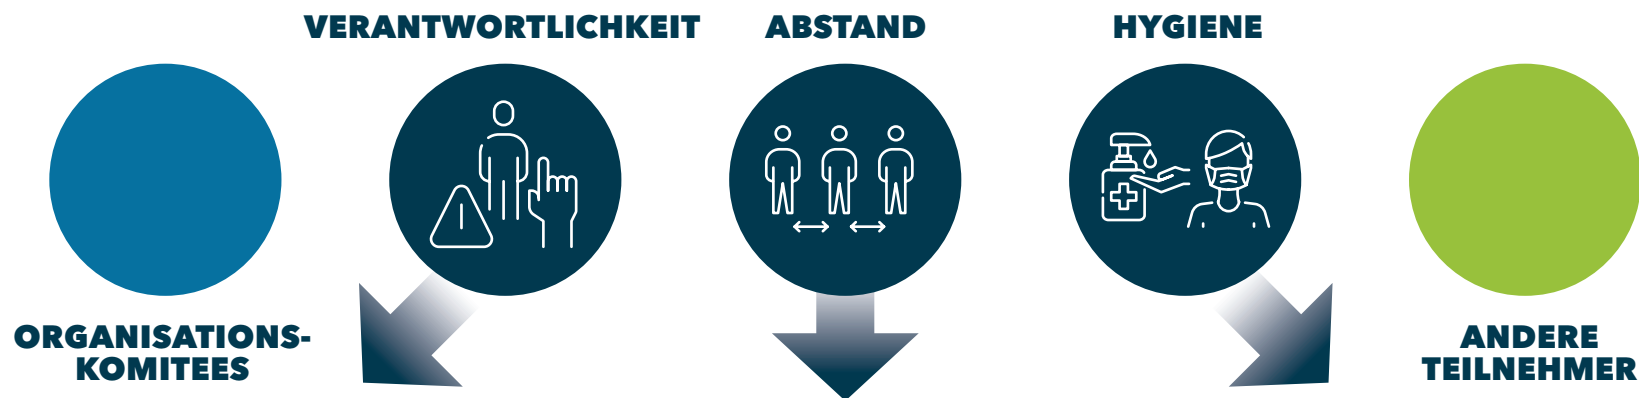 VERANTWORTLICHKEIT
ABSTAND
HYGIENE
ORGANISATIONS-
KOMITEES
ANDERE
TEILNEHMER